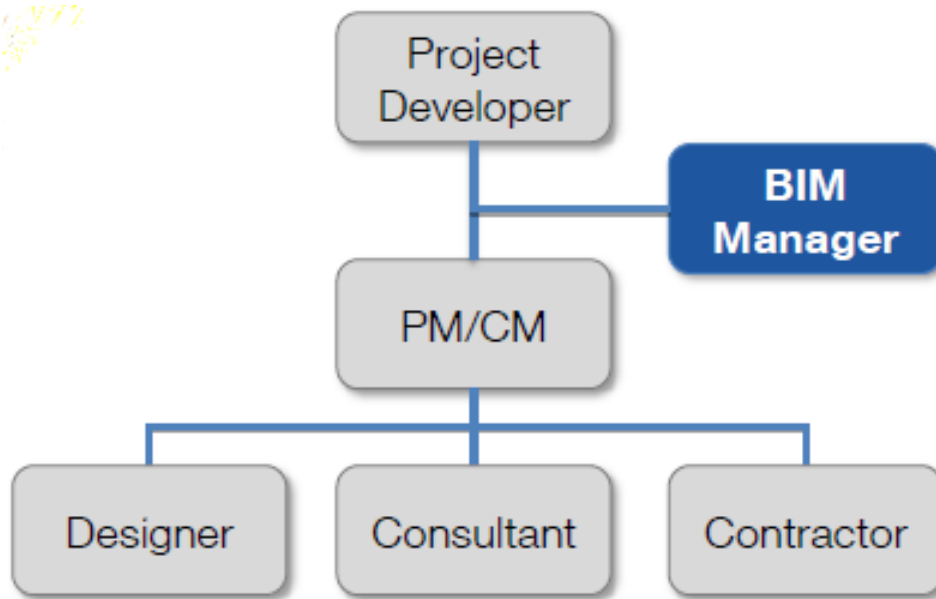 Project
Developer
BIM
Manager
PM/CM
Designer
Consultant
Contractor